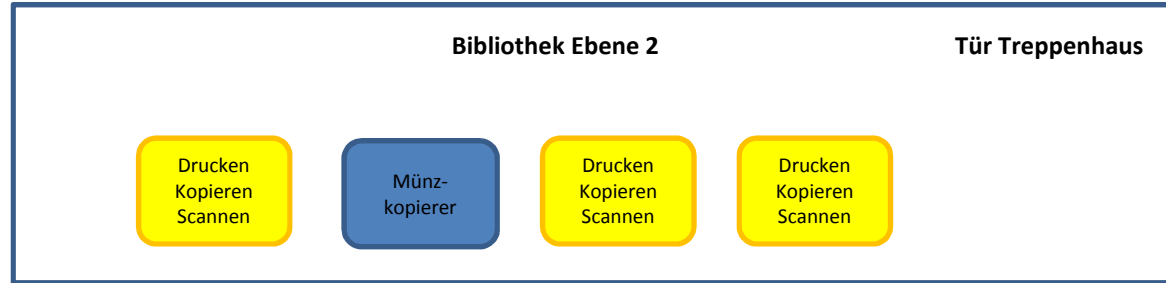 Bibliothek Ebene 2
Tür Treppenhaus
Drucken
Kopieren
Scannen
Münz-
kopierer
Drucken
Kopieren
Scannen
Drucken
Kopieren
Scannen